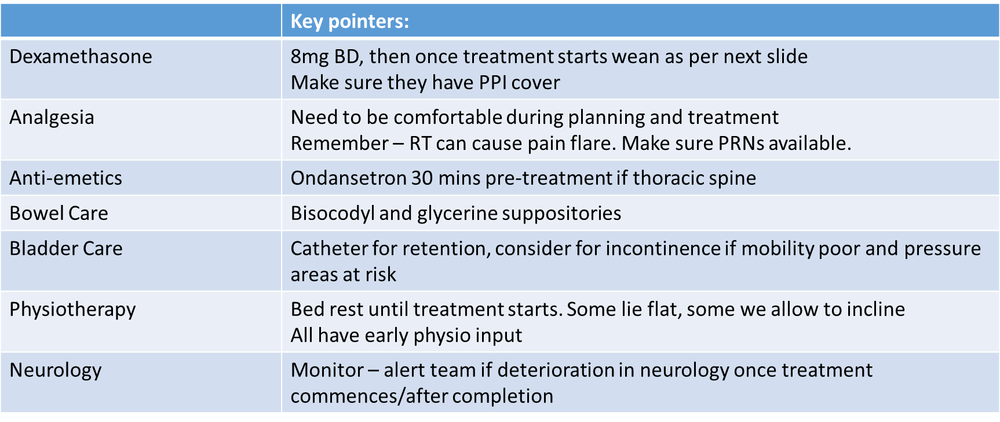 Key pointers:
Dexamethasone
8mg BD, then once treatment starts wean as per next slide
Make sure they have PPI cover
Analgesia
Need to be comfortable during planning and treatment
Remember – RT can cause pain flare. Make sure PRNs available.
Anti-emetics
Ondansetron 30 mins pre-treatment if thoracic spine
Bowel Care
Bisocodyl and glycerine suppositories
Bladder Care
Catheter for retention, consider for incontinence if mobility poor and pressure
areas at risk
Physiotherapy
Bed rest until treatment starts. Some lie flat, some we allow to incline
All have early physio input
Neurology
Monitor – alert team if deterioration in neurology once treatment
commences/after completion